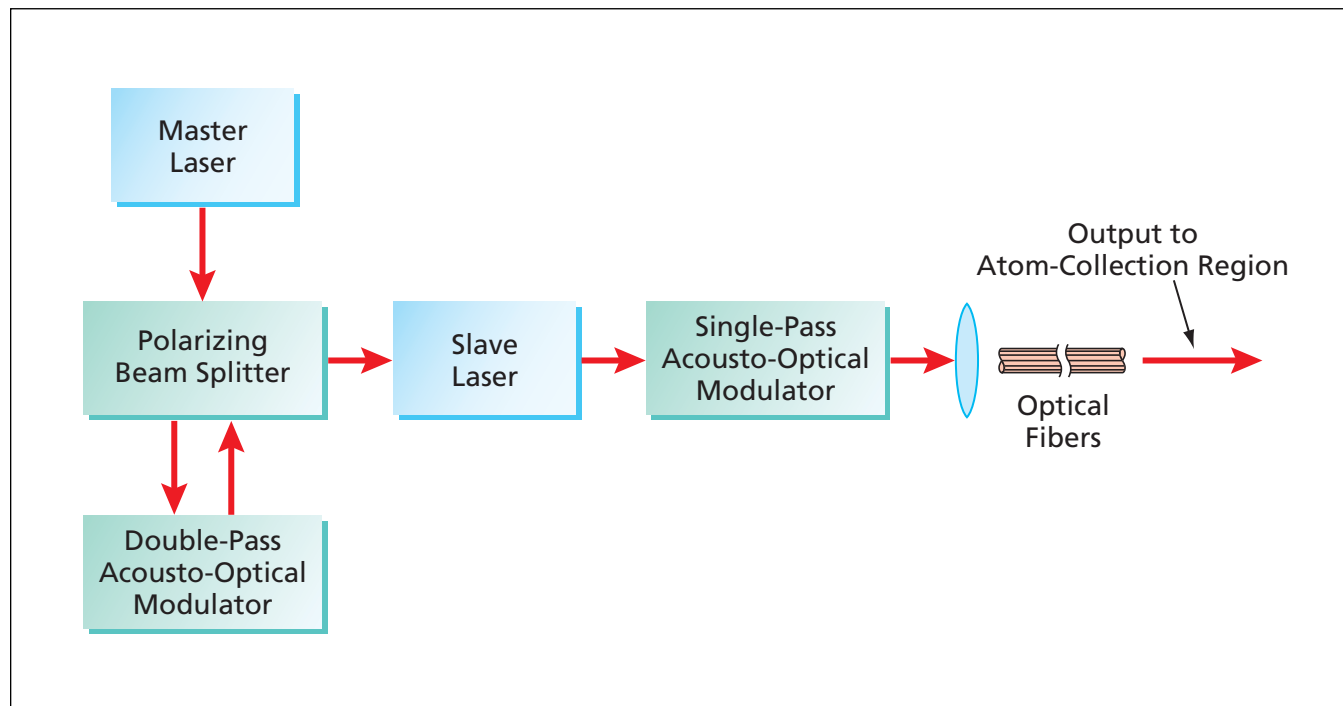 Master
Laser
Polarizing
Beam Splitter
Double-Pass
Acousto-Optical
Modulator
Slave
Laser
Single-Pass
Acousto-Optical
Modulator
Optical
Fibers
Output to
Atom-Collection Region